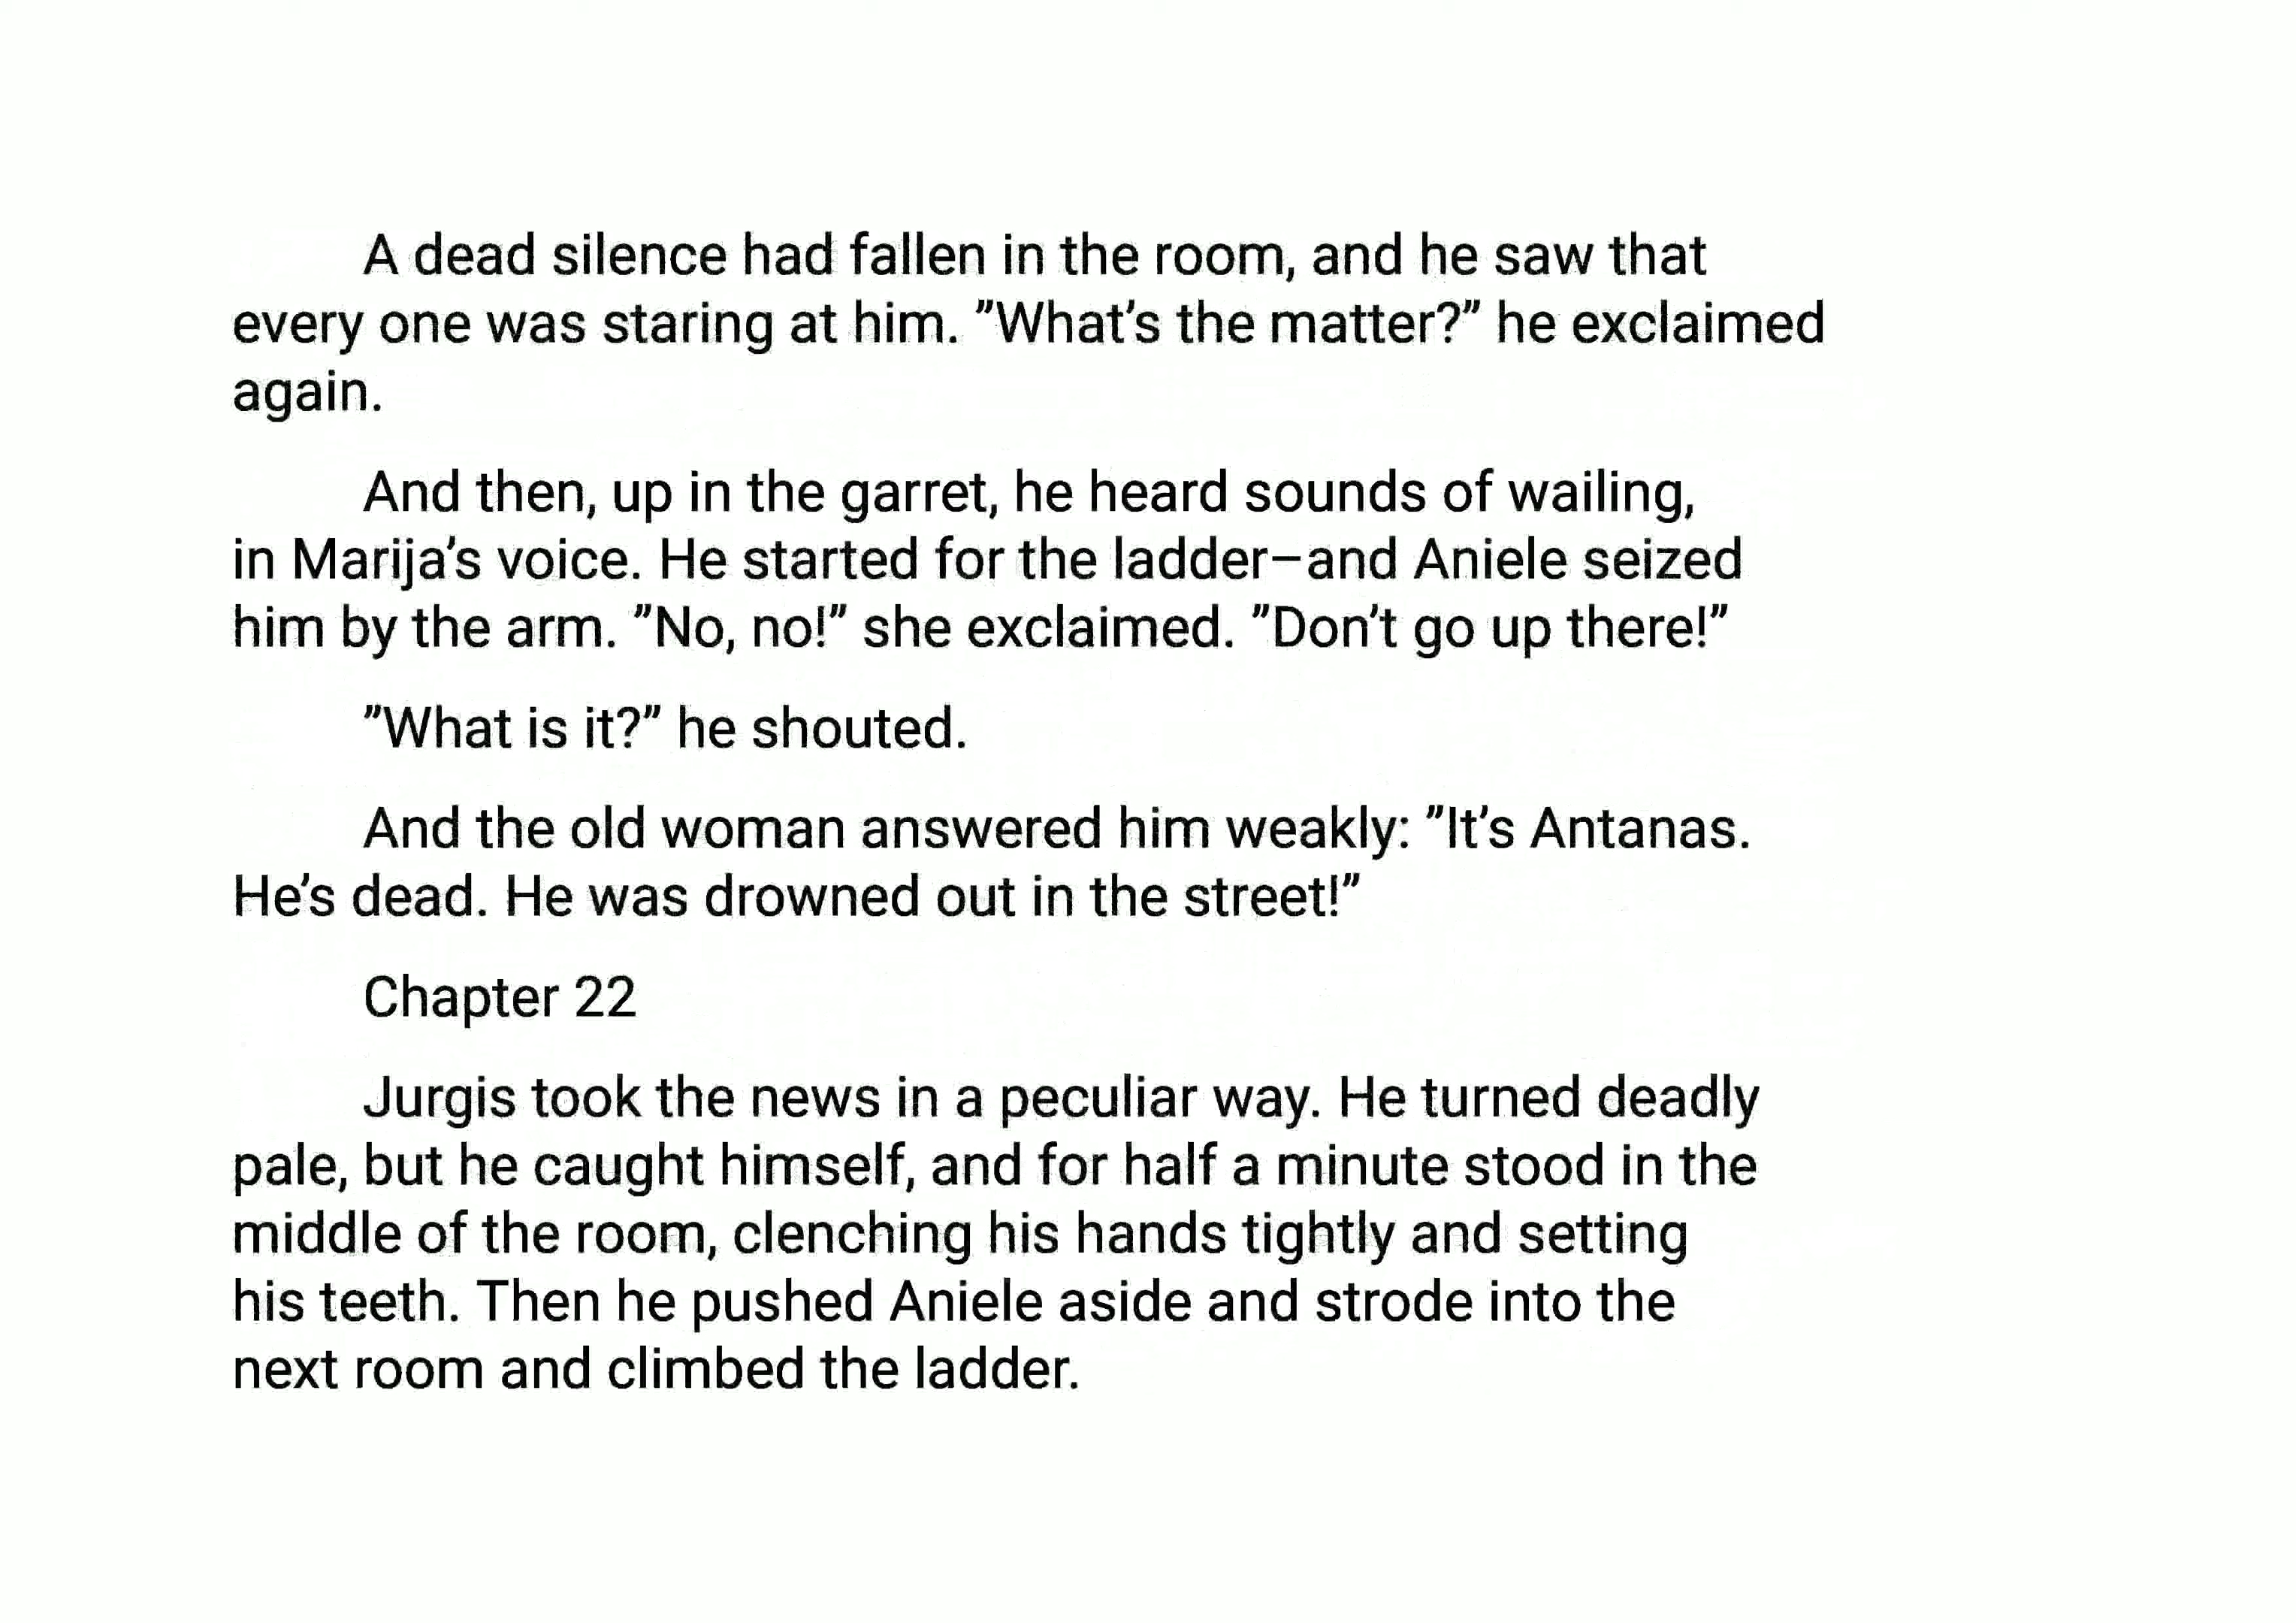 A dead silence had fallen in the room, and he saw that
every one was staring at him. ”What’s the matter?” he exclaimed
again.
And then, up in the garret, he heard sounds of wailing,
in Marija’s voice. He started for the ladder–and Aniele seized
him by the arm. ”No, no!” she exclaimed. ”Don’t go up there!”
”What is it?” he shouted.
And the old woman answered him weakly: ”It’s Antanas.
He’s dead. He was drowned out in the street!”
Chapter 22
Jurgis took the news in a peculiar way. He turned deadly
pale, but he caught himself, and for half a minute stood in the
middle of the room, clenching his hands tightly and setting
his teeth. Then he pushed Aniele aside and strode into the
next room and climbed the ladder.